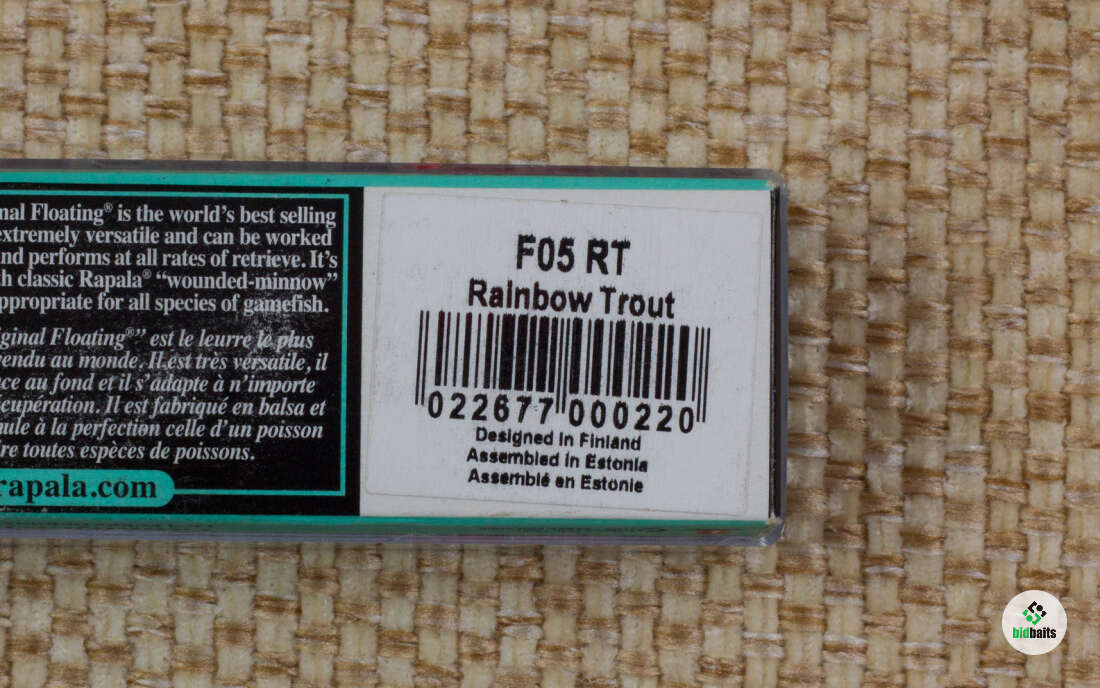 nal Floating® is the world's best selling
extremely versatile and can be worked
nd performs at all rates of retrieve. It's
th classic Rapala® "wounded-minnow"
ppropriate for all species of gamefish.
iginal Floating®" est le leurre le plus
endu au monde. Il est très versatile, il
ce au fond et il s'adapte à n'importe
cupération. Il est fabriqué en balsa et
ule à la perfection celle d'un poisson
re toutes espèces de poissons.
rapala.com
F05 RT
Rainbow Trout
022677 000220
Designed in Finland
Assembled in Estonia
Assemblé en Estonie
bidbaits